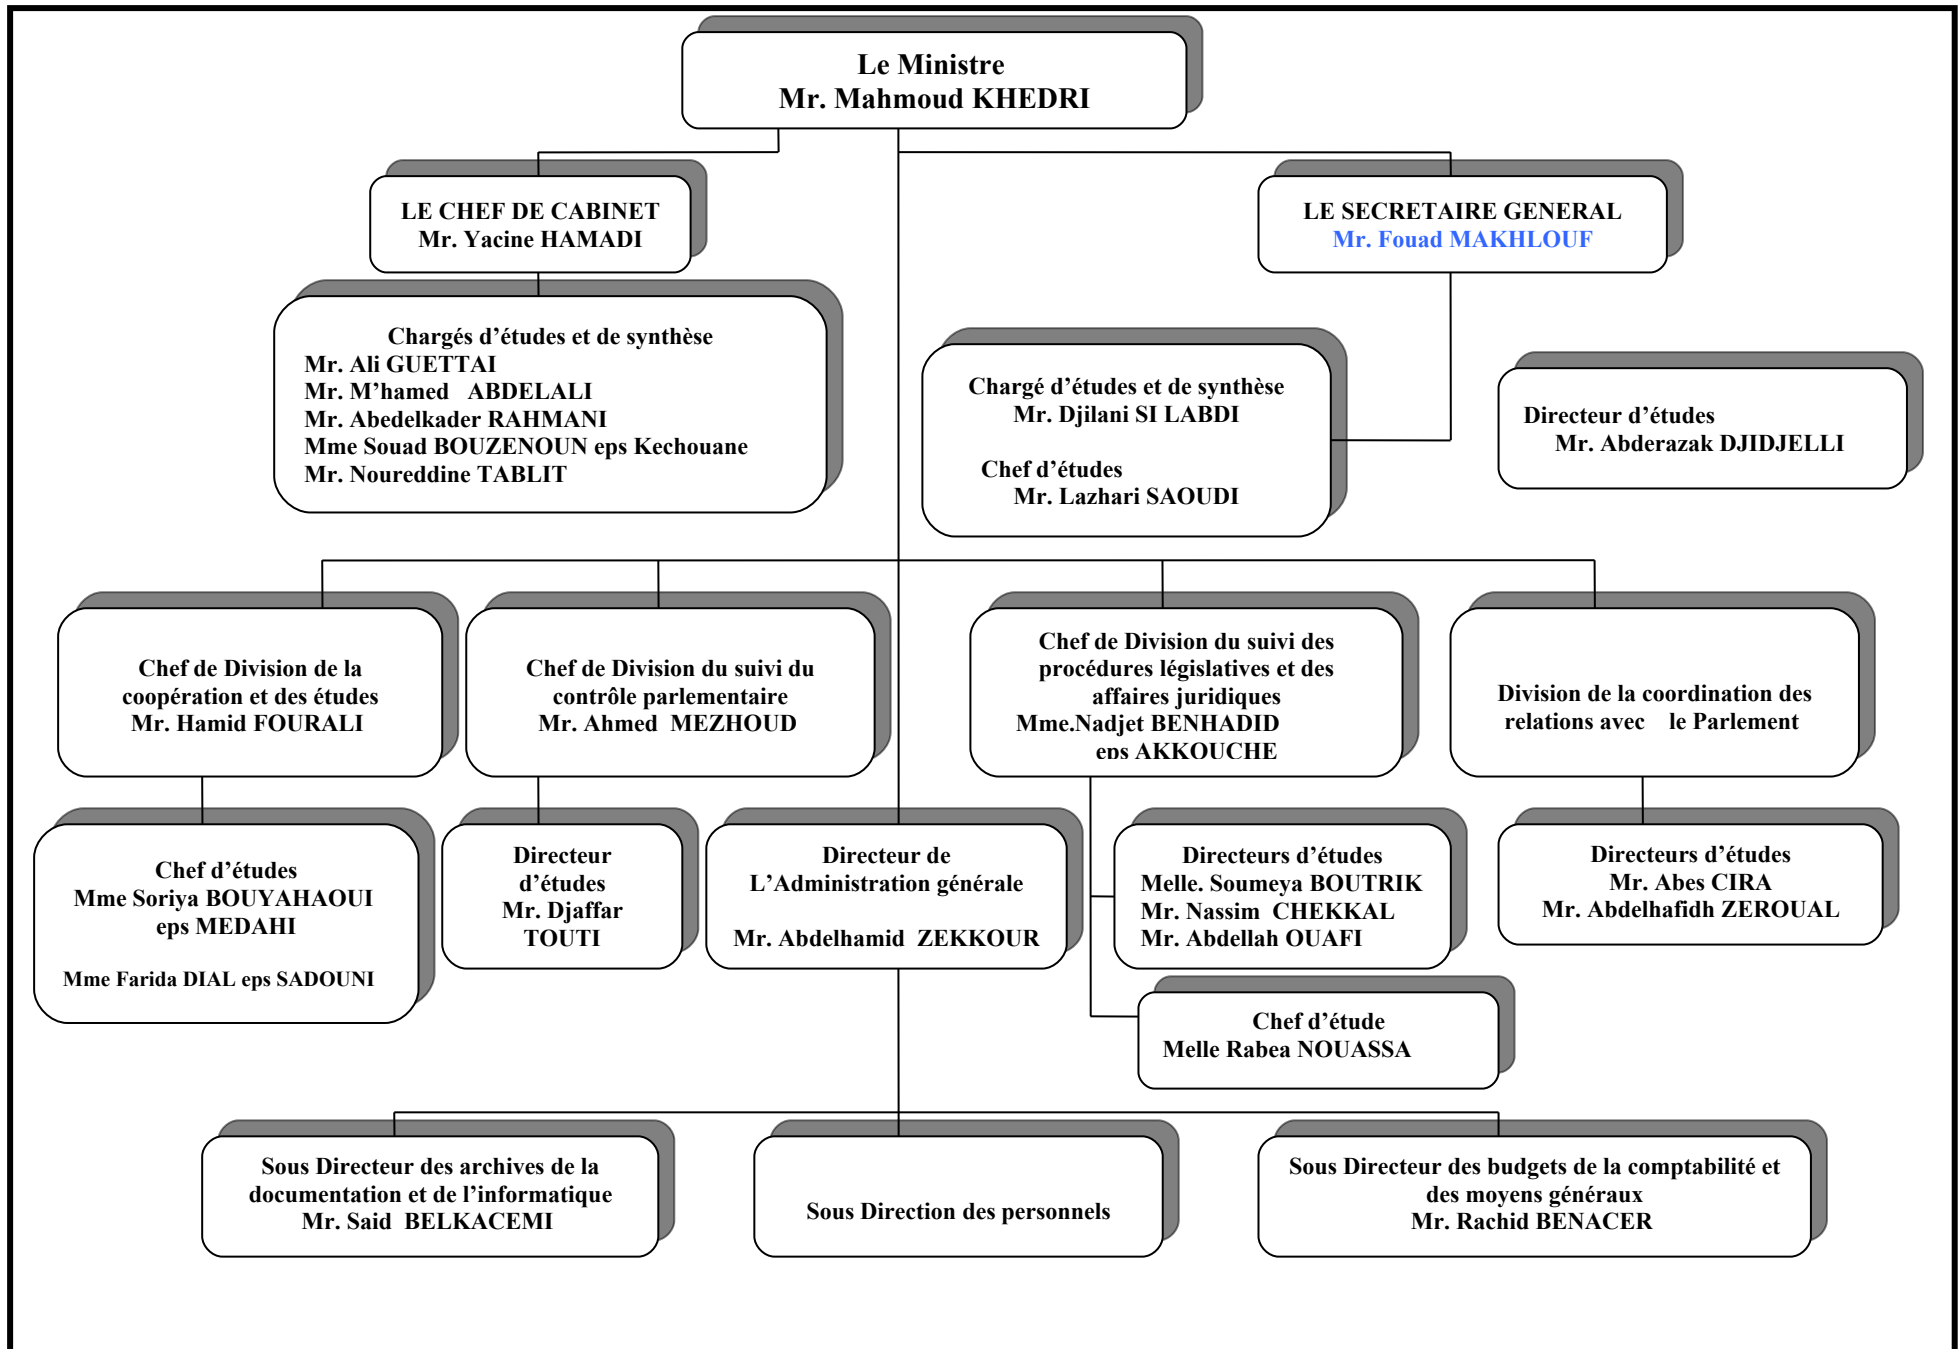 Le Ministre
Mr. Mahmoud KHEDRI
LE CHEF DE CABINET
Mr. Yacine HAMADI
LE SECRETAIRE GENERAL
Mr. Fouad MAKHLOUF
Chargés d’études et de synthèse
Mr. Ali GUETTAI
Mr. M’hamed ABDELALI
Mr. Abedelkader RAHMANI
Mme Souad BOUZENOUN eps Kechouane
Mr. Noureddine TABLIT
Chargé d’études et de synthèse
Mr. Djilani SI LABDI
Chef d’études
Mr. Lazhari SAOUDI
Directeur d’études
Mr. Abderazak DJIDJELLI
Chef de Division de la
coopération et des études
Mr. Hamid FOURALI
Chef de Division du suivi du
contrôle parlementaire
Mr. Ahmed MEZHOUD
Chef de Division du suivi des
procédures législatives et des
affaires juridiques
Mme.Nadjet BENHADID
eps AKKOUCHE
Division de la coordination des
relations avec le Parlement
Chef d’études
Mme Soriya BOUYAHAOUI
eps MEDAHI
Mme Farida DIAL eps SADOUNI
Directeur
d’études
Mr. Djaffar
TOUTI
Directeur de
L’Administration générale
Mr. Abdelhamid ZEKKOUR
Directeurs d’études
Melle. Soumeya BOUTRIK
Mr. Nassim CHEKKAL
Mr. Abdellah OUAFI
Directeurs d’études
Mr. Abes CIRA
Mr. Abdelhafidh ZEROUAL
Chef d’étude
Melle Rabea NOUASSA
Sous Directeur des archives de la
documentation et de l’informatique
Mr. Said BELKACEMI
Sous Direction des personnels
Sous Directeur des budgets de la comptabilité et
des moyens généraux
Mr. Rachid BENACER